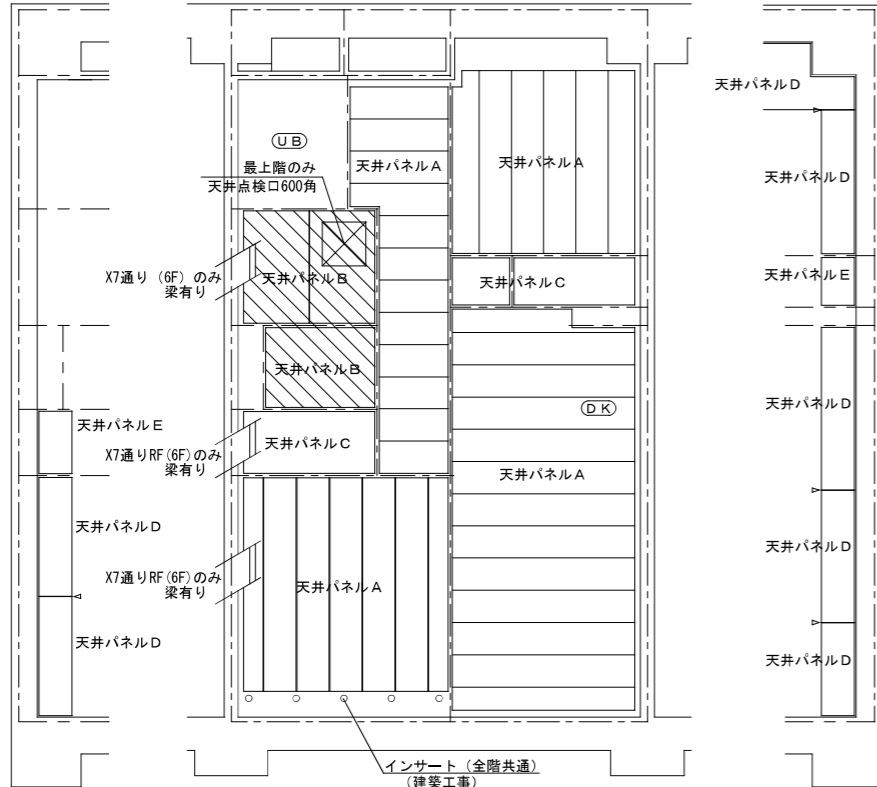 天井パネルD
ＵＢ
天井パネルA
天井パネルA
最上階のみ
天井点検口600角
天井パネルD
X7通り（6F）のみ
梁有り
天井パネルB
天井パネルC
天井パネルE
天井パネルB
天井パネルD
天井パネルE
ＤＫ
X7通りRF(6F)のみ
梁有り
天井パネルC
天井パネルA
天井パネルD
天井パネルD
X7通りRF(6F)のみ
梁有り
天井パネルA
天井パネルD
天井パネルD
インサート（全階共通）
（建築工事）